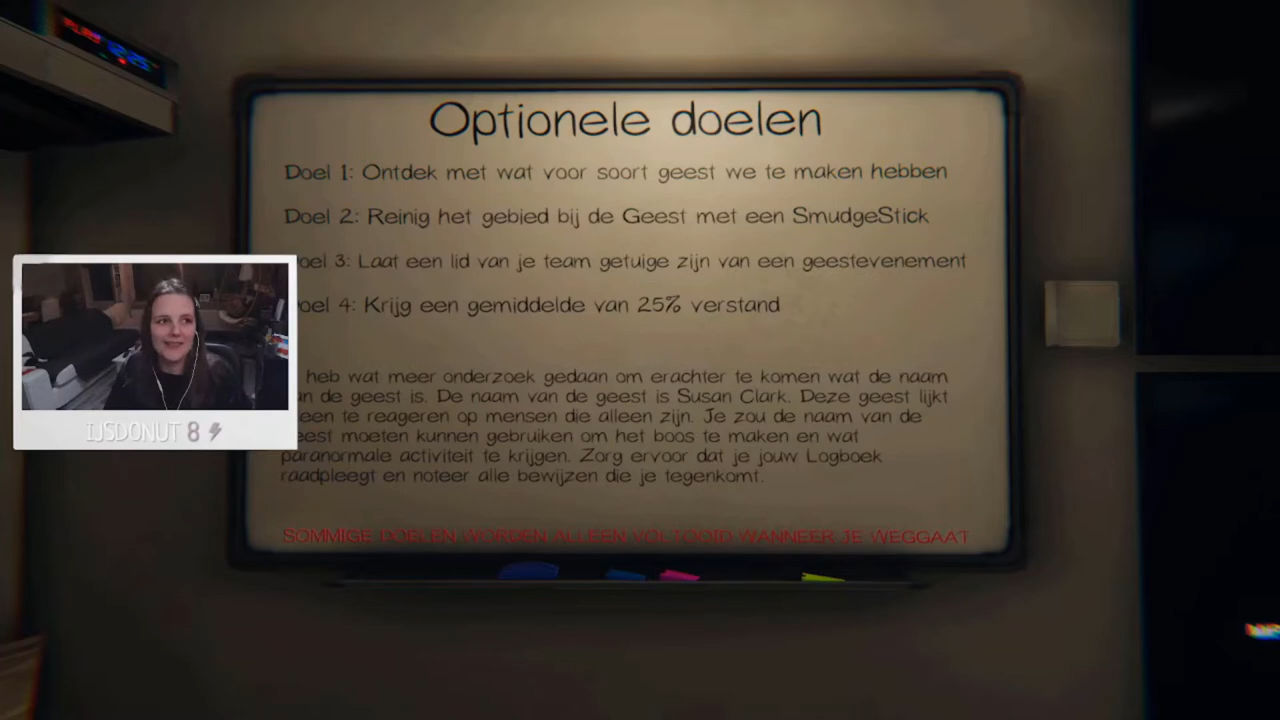 Optionele doelen
Doel 1: Ontdek met wat voor soort geest we te maken hebben
Doel 2: Reinig het gebied bij de Geest met een SmudgeStick
oel 3: Laat een lid van je team getuige zijn van een geestevenement
oel 4: Krijg een gemiddelde van 25% verstand
heb wat meer onderzoek gedaan om erachter te komen wat de naam
n de geest is. De naam van de geest is Susan Clark. Deze geest lijkt
een te reageren op mensen die alleen zijn. Je zou de naam van de
eest moeten kunnen gebruiken om het boos te maken en wat
paranormale activiteit te krijgen. Zorg ervoor dat je jouw Logboek
raadpleegt en noteer alle bewijzen die je tegenkomt.
SOMMIGE DOELEN WORDEN ALLEEN VOLTOOID WANNEER JE WEGGAAT
IJSDONUT 8